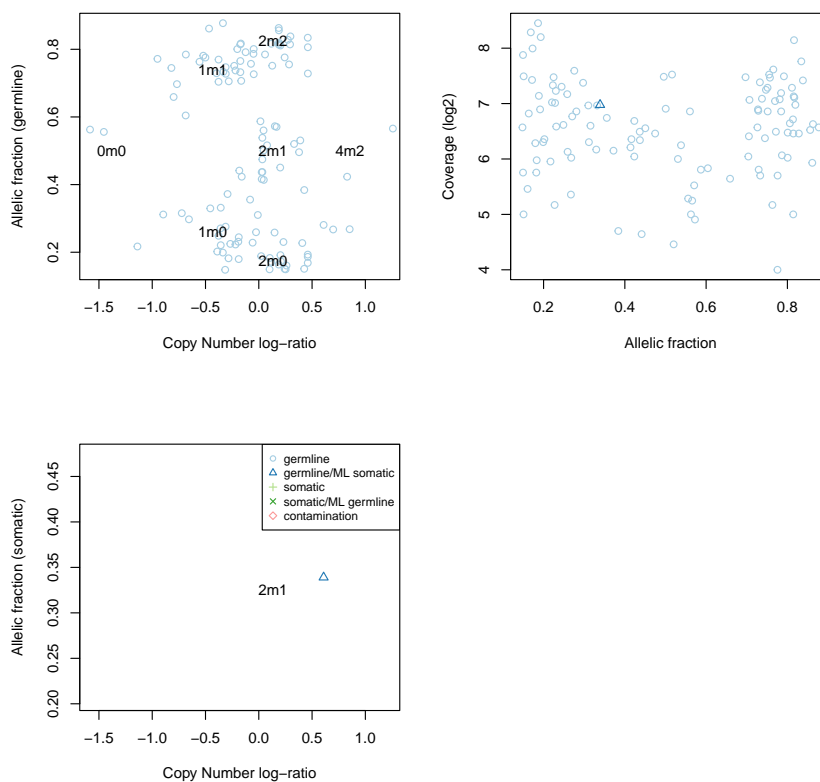 Allelic fraction (germline)
0.2
0.4
0.6
0.8
2m2
1m1
0m0
2m1
4m2
1m0
2m0
−1.5 −1.0 −0.5 0.0 0.5 1.0
Copy Number log−ratio
Coverage (log2)
4
5
6
7
8
0.2 0.4 0.6 0.8
Allelic fraction
Allelic fraction (somatic)
0.20
0.25
0.30
0.35
0.40
0.45
germline
germline/ML somatic
somatic
somatic/ML germline
contamination
2m1
−1.5 −1.0 −0.5 0.0 0.5 1.0
Copy Number log−ratio